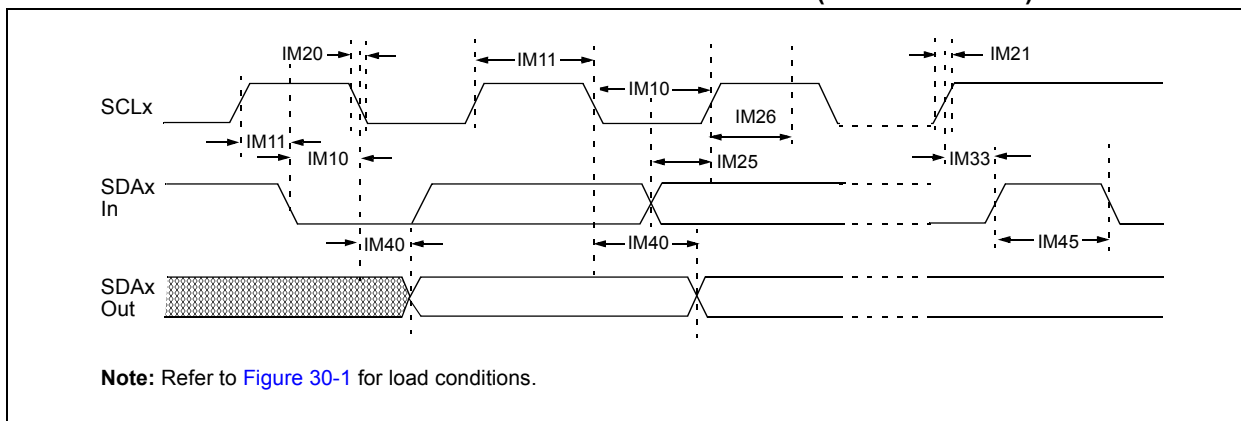 IM20
IM11
IM10
IM21
SCLx
IM26
IM11
IM10
IM25
IM33
SDAx
In
IM40
IM40
IM45
SDAx
Out
Note: Refer to Figure 30-1 for load conditions.